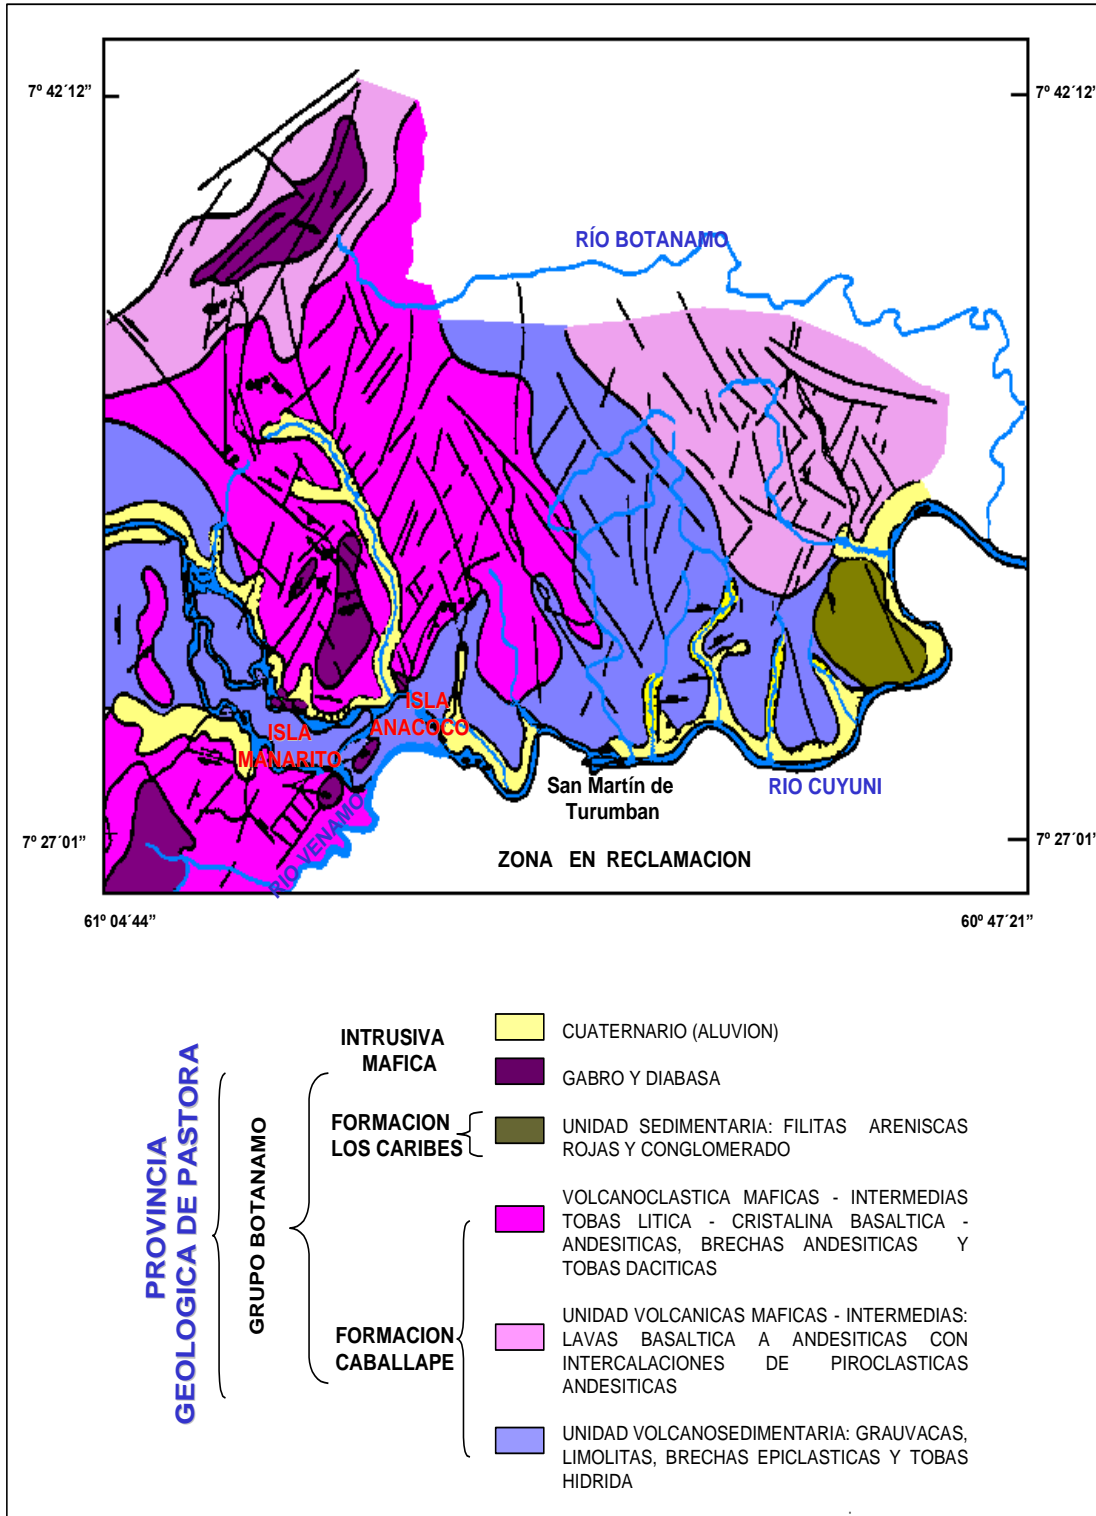 7º 42´12”
7º 42´12”
RÍO BOTANAMO
ISLA
ANACOCO
ISLA
MANARITO
San Martín de
Turumban
RIO CUYUNI
RIO VENAMO
7º 27´01”
7º 27´01”
ZONA EN RECLAMACION
61º 04´44”
60º 47´21”
PROVINCIA
GEOLOGICA DE PASTORA
GRUPO BOTANAMO
INTRUSIVA
MAFICA
FORMACION
LOS CARIBES
FORMACION
CABALLAPE
CUATERNARIO (ALUVION)
GABRO Y DIABASA
UNIDAD SEDIMENTARIA: FILITAS ARENISCAS
ROJAS Y CONGLOMERADO
VOLCANOCLASTICA MAFICAS - INTERMEDIAS
TOBAS LITICA - CRISTALINA BASALTICA -
ANDESITICAS, BRECHAS ANDESITICAS Y
TOBAS DACITICAS
UNIDAD VOLCANICAS MAFICAS - INTERMEDIAS:
LAVAS BASALTICA A ANDESITICAS CON
INTERCALACIONES DE PIROCLASTICAS
ANDESITICAS
UNIDAD VOLCANOSEDIMENTARIA: GRAUVACAS,
LIMOLITAS, BRECHAS EPICLASTICAS Y TOBAS
HIDRIDA